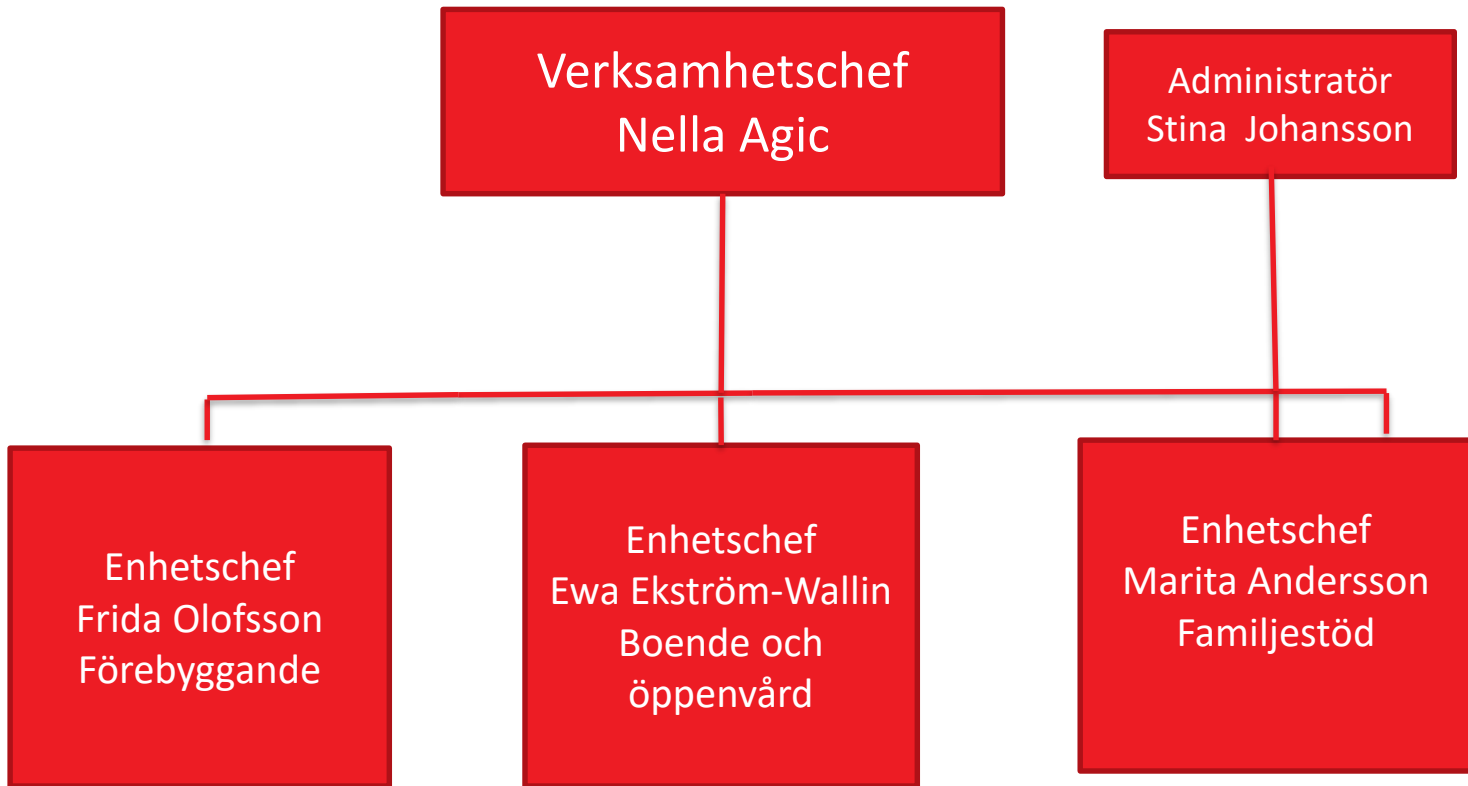 Verksamhetschef
Nella Agic
Administratör
Stina Johansson
Enhetschef
Frida Olofsson
Förebyggande
Enhetschef
Ewa Ekström-Wallin
Boende och
öppenvård
Enhetschef
Marita Andersson
Familjestöd